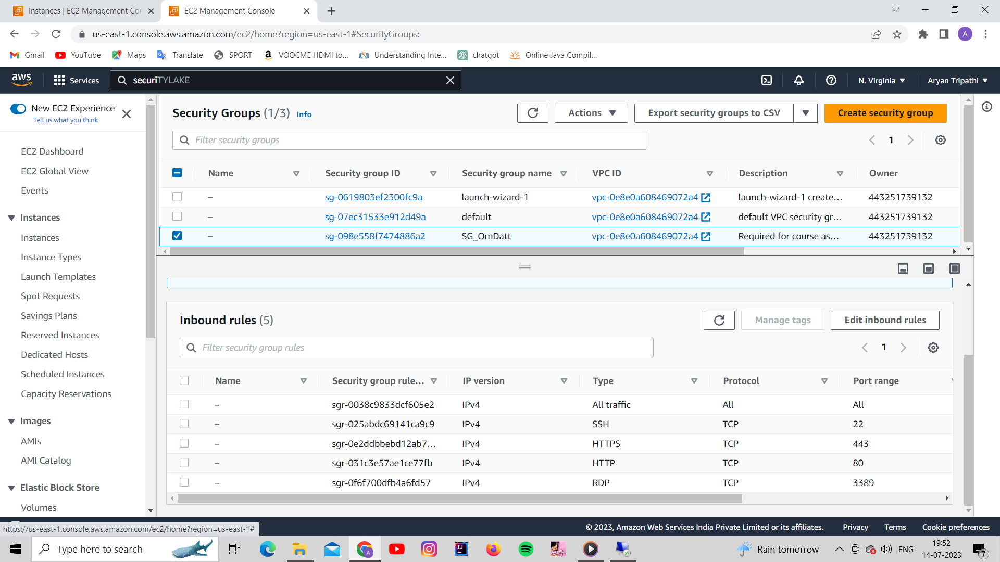 Instances | EC2 Management Con
EC2 Management Console
us-east-1.console.aws.amazon.com/ec2/home?region=us-east-1#SecurityGroups:
A
Gmail
YouTube
Maps
Translate
SPORT
VOOCME HDMI to...
Understanding Inte...
chatgpt
Online Java Compil...
aws
Services
securiTYLAKE
N. Virginia
Aryan Tripathi
New EC2 Experience
Tell us what you think
EC2 Dashboard
EC2 Global View
Events
Instances
Instances
Instance Types
Launch Templates
Spot Requests
Savings Plans
Reserved Instances
Dedicated Hosts
Scheduled Instances
Capacity Reservations
Images
AMIs
AMI Catalog
Elastic Block Store
Volumes
Security Groups (1/3) Info
Actions
Export security groups to CSV
Create security group
Filter security groups
1
Name Security group ID Security group name VPC ID Description Owner
– sg-0619803ef2300fc9a launch-wizard-1 vpc-0e8e0a608469072a4 launch-wizard-1 create... 443251739132
– sg-07ec31533e912d49a default vpc-0e8e0a608469072a4 default VPC security gr... 443251739132
– sg-098e558f7474886a2 SG_OmDatt vpc-0e8e0a608469072a4 Required for course as... 443251739132
Inbound rules (5)
Manage tags
Edit inbound rules
Filter security group rules
1
Name Security group rule... IP version Type Protocol Port range
– sgr-0038c9833dcf605e2 IPv4 All traffic All All
– sgr-025abdc69141ca9c9 IPv4 SSH TCP 22
– sgr-0e2ddbbebd12ab7... IPv4 HTTPS TCP 443
– sgr-031c3e57ae1ce77fb IPv4 HTTP TCP 80
– sgr-0f6f700dfb4a6fd57 IPv4 RDP TCP 3389
https://us-east-1.console.aws.amazon.com/ec2/home?region=us-east-1#
© 2023, Amazon Web Services India Private Limited or its affiliates.
Privacy
Terms
Cookie preferences
Type here to search
A
IJ
Rain tomorrow
ENG
19:52
14-07-2023
7